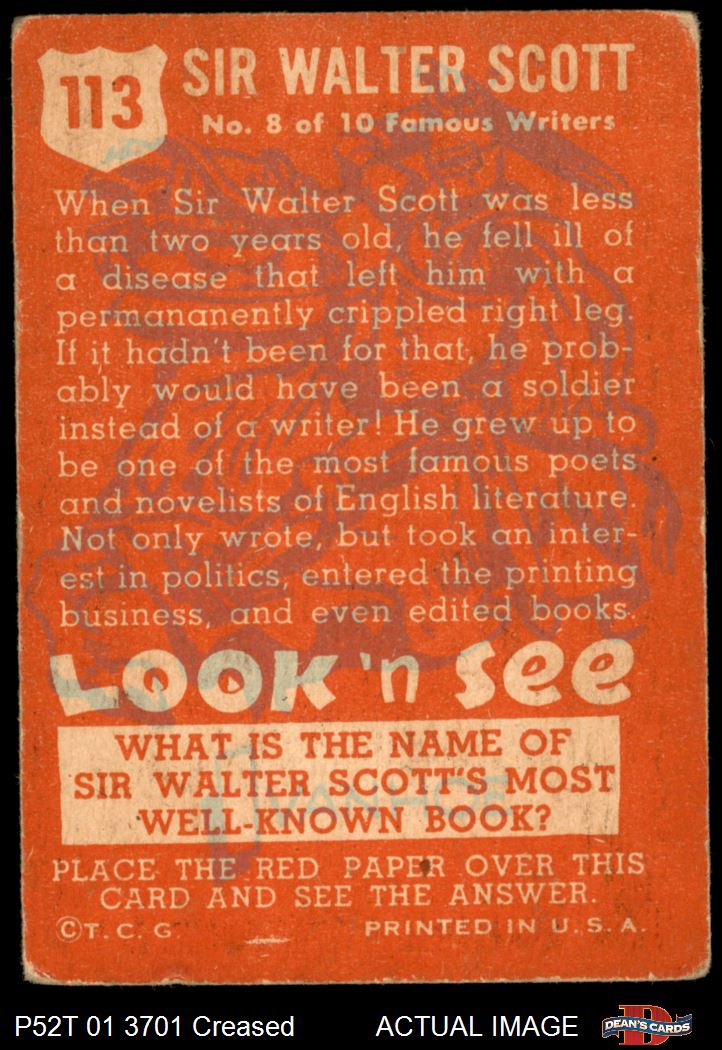 113
SIR WALTER SCOTT
No. 8 of 10 Famous Writers
When Sir Walter Scott was less
than two years old, he fell ill of
a disease that left him with a
permananently crippled right leg.
If it hadn't been for that, he prob-
ably would have been a soldier
instead of a writer! He grew up to
be one of the most famous poets
and novelists of English literature.
Not only wrote, but took an inter-
est in politics, entered the printing
business, and even edited books.
LOOK 'n SEE
WHAT IS THE NAME OF
SIR WALTER SCOTT'S MOST
WELL-KNOWN BOOK?
IVANHOE
PLACE THE RED PAPER OVER THIS
CARD AND SEE THE ANSWER.
©T. C. G. PRINTED IN U. S. A.
P52T 01 3701 Creased ACTUAL IMAGE DEAN'S CARDS